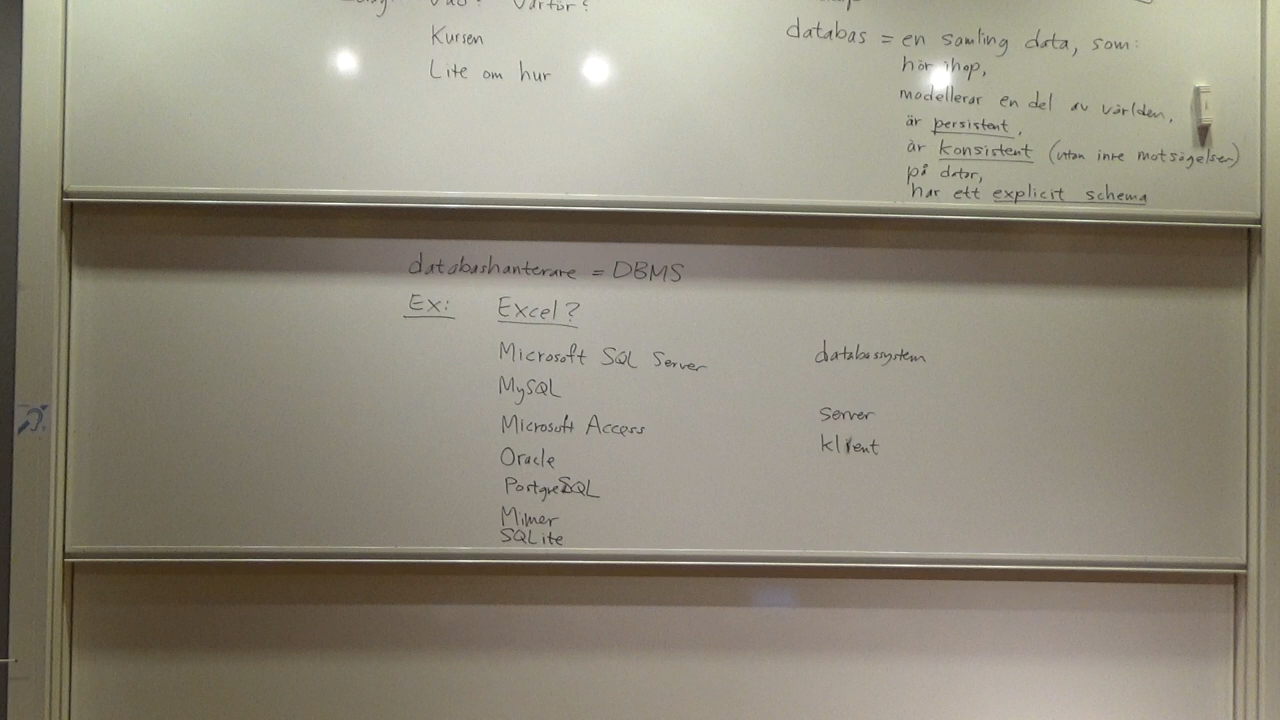 Vad? Varför?
Kursen
Lite om hur
databas = en samling data, som:
hör ihop,
modellerar en del av världen,
är persistent,
är konsistent (utan inre motsägelser)
på dator,
har ett explicit schema
databashanterare = DBMS
Ex: Excel?
Microsoft SQL Server
MySQL
Microsoft Access
Oracle
PostgreSQL
Mimer
SQLite
databassystem
server
klient